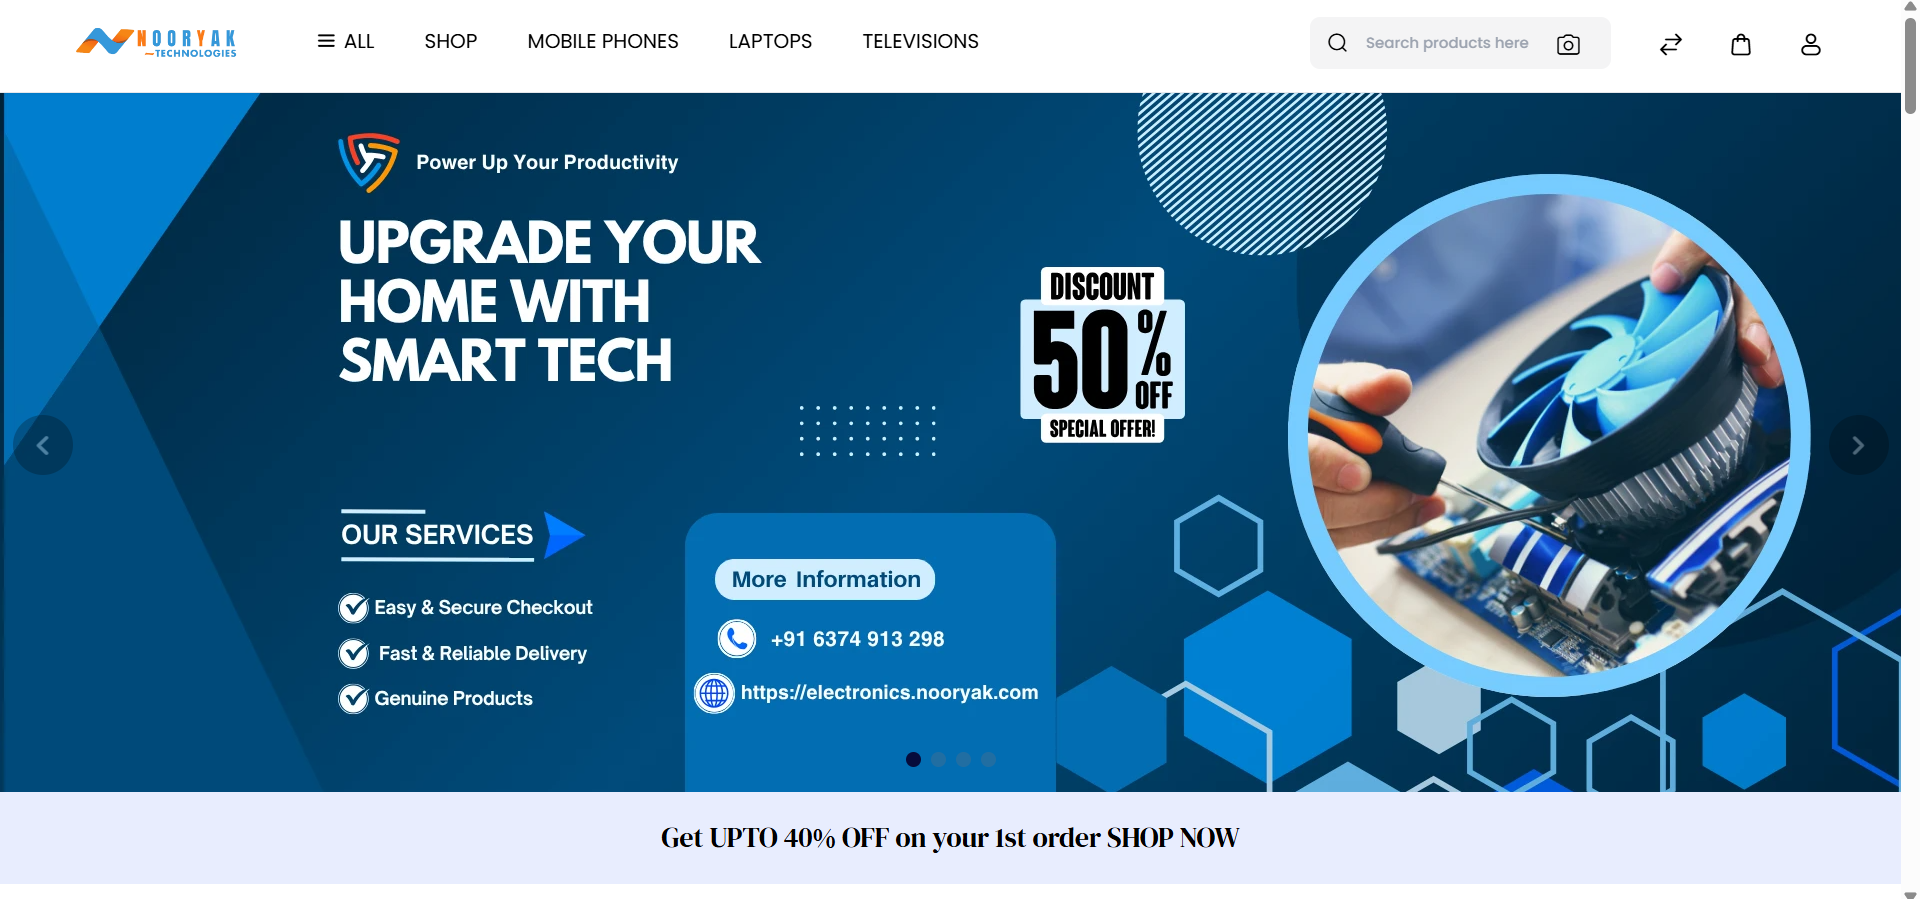 NOORYAK
TECHNOLOGIES
ALL
SHOP
MOBILE PHONES
LAPTOPS
TELEVISIONS
Search products here
Power Up Your Productivity
UPGRADE YOUR
HOME WITH
SMART TECH
DISCOUNT
50% OFF
SPECIAL OFFER!
OUR SERVICES
Easy & Secure Checkout
Fast & Reliable Delivery
Genuine Products
More Information
+91 6374 913 298
https://electronics.nooryak.com
Get UPTO 40% OFF on your 1st order SHOP NOW